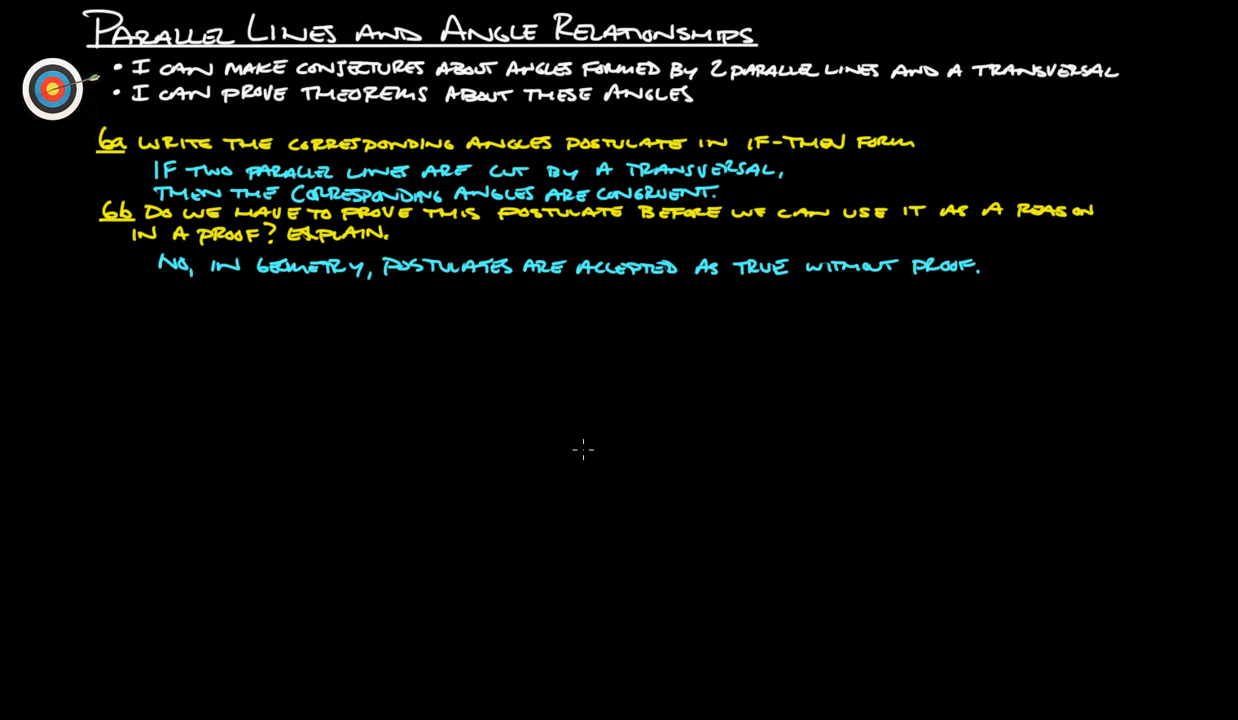 PARALLEL LINES AND ANGLE RELATIONSHIPS
• I CAN MAKE CONJECTURES ABOUT ANGLES FORMED BY 2 PARALLEL LINES AND A TRANSVERSAL
• I CAN PROVE THEOREMS ABOUT THESE ANGLES
6a WRITE THE CORRESPONDING ANGLES POSTULATE IN IF-THEN FORM
IF TWO PARALLEL LINES ARE CUT BY A TRANSVERSAL,
THEN THE CORRESPONDING ANGLES ARE CONGRUENT.
6b DO WE HAVE TO PROVE THIS POSTULATE BEFORE WE CAN USE IT AS A REASON
IN A PROOF? EXPLAIN.
NO, IN GEOMETRY, POSTULATES ARE ACCEPTED AS TRUE WITHOUT PROOF.